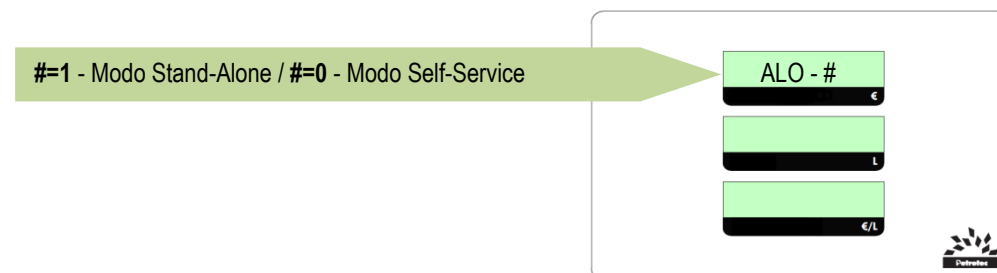 #=1 - Modo Stand-Alone / #=0 - Modo Self-Service
ALO - #
€
L
€/L
Petrotec